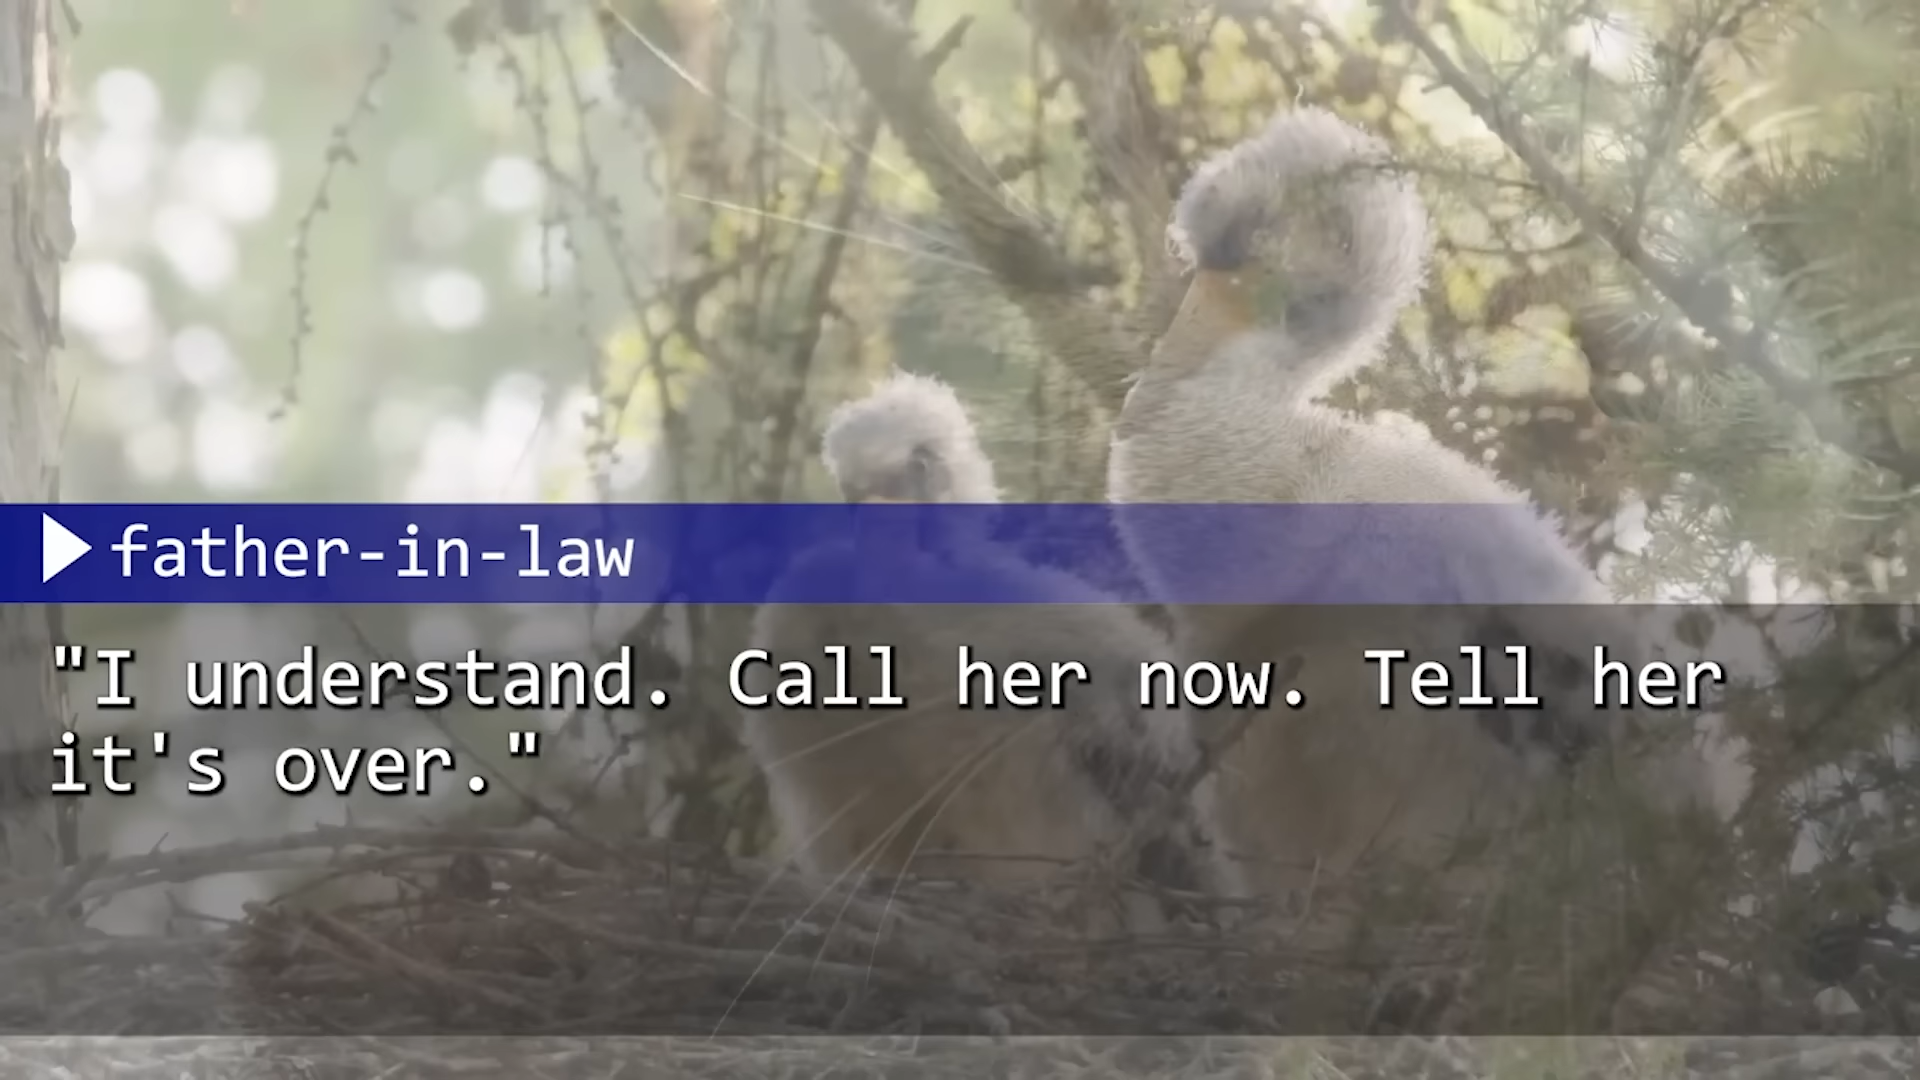 father-in-law
"I understand. Call her now. Tell her
it's over."